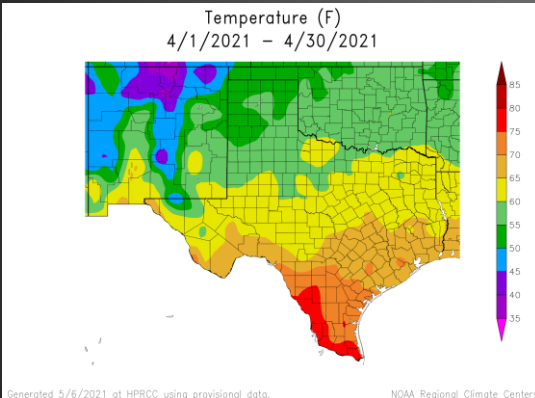 Temperature (F)
4/1/2021 – 4/30/2021
85
80
75
70
65
60
55
50
45
40
35
Generated 5/6/2021 at HPRCC using provisional data.
NOAA Regional Climate Centers